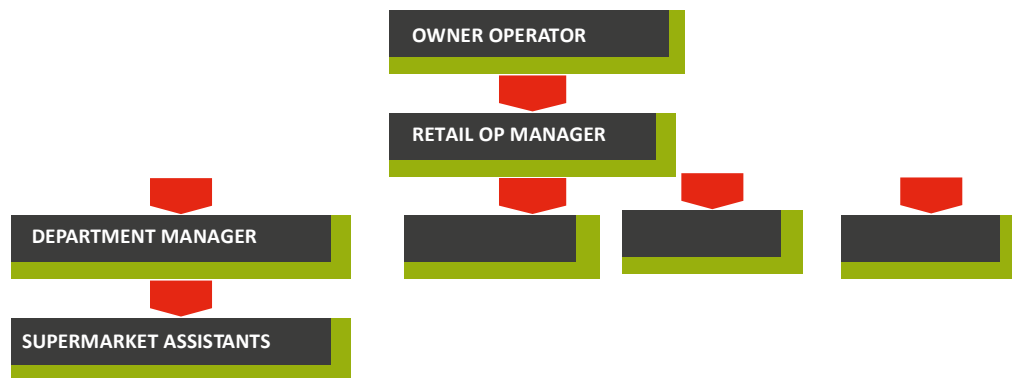 OWNER OPERATOR
RETAIL OP MANAGER
DEPARTMENT MANAGER
SUPERMARKET ASSISTANTS